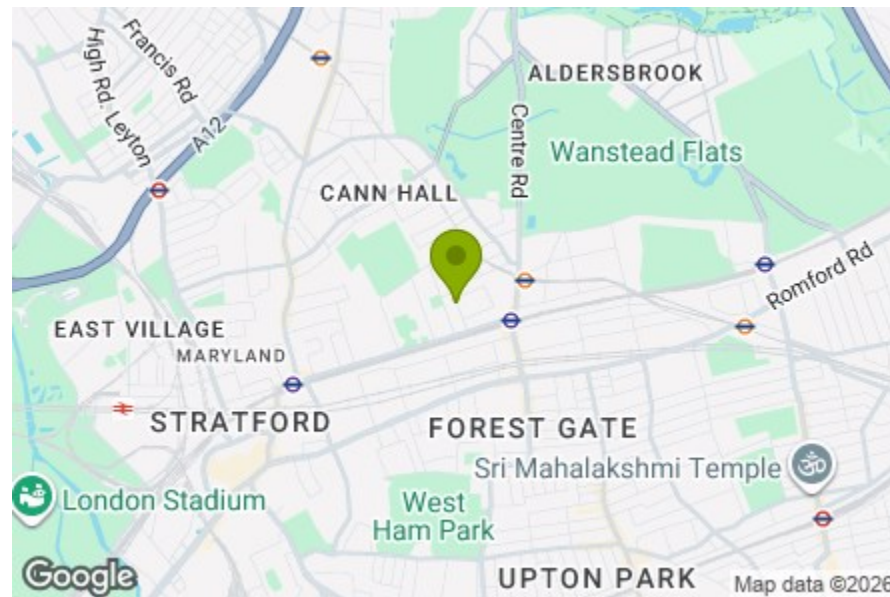 Francis Rd
High Rd. Leyton
A12
ALDERSBROOK
Centre Rd
Wanstead Flats
CANN HALL
Romford Rd
EAST VILLAGE
MARYLAND
STRATFORD
FOREST GATE
Sri Mahalakshmi Temple
London Stadium
West
Ham Park
UPTON PARK
Google
Map data ©2026